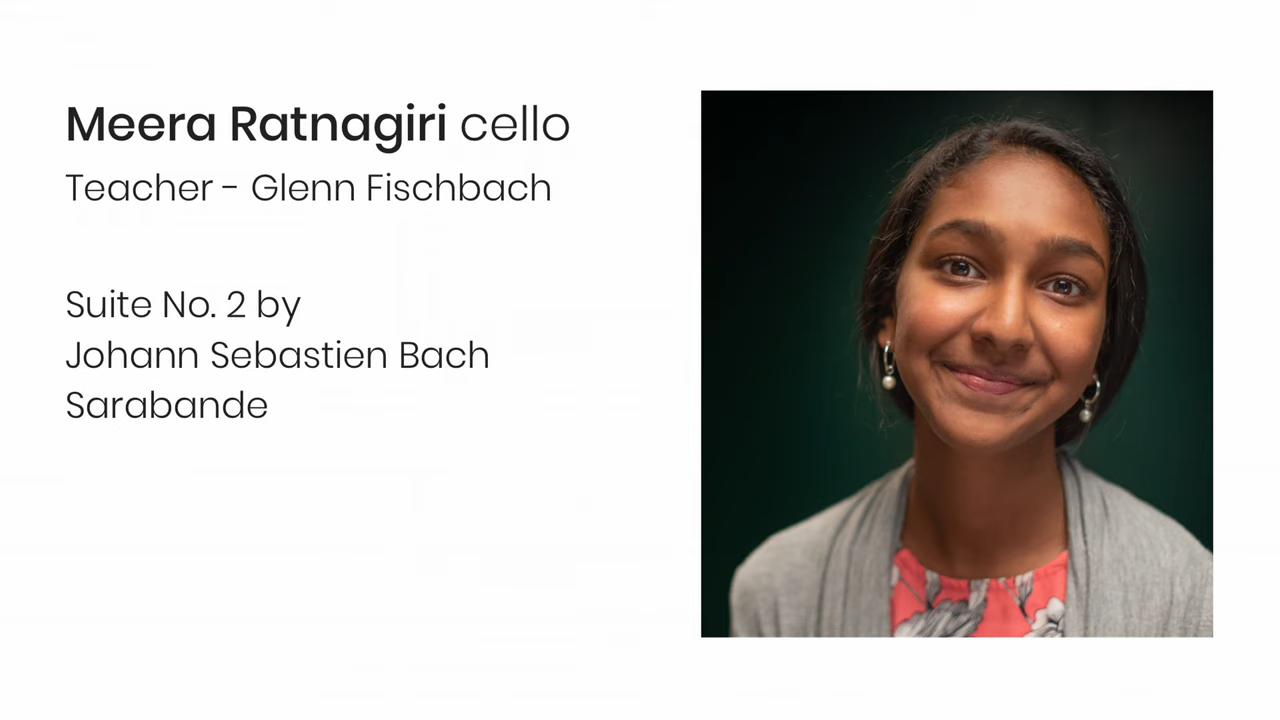 Meera Ratnagiri cello
Teacher - Glenn Fischbach
Suite No. 2 by
Johann Sebastien Bach
Sarabande